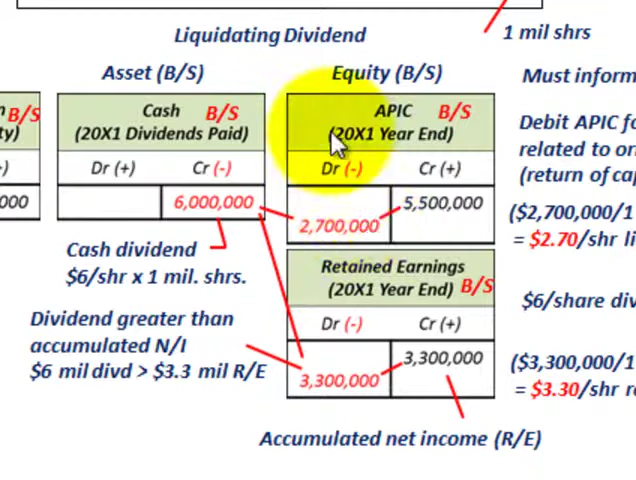 Liquidating Dividend
1 mil shrs
Asset (B/S)
Equity (B/S)
Must inform
B/S
ty)
000
Cash B/S
(20X1 Dividends Paid)
Dr (+) Cr (-)
6,000,000
APIC B/S
(20X1 Year End)
Dr (-) Cr (+)
5,500,000
2,700,000
Debit APIC fo
related to or
(return of cap
($2,700,000/1
= $2.70/shr li
Cash dividend
$6/shr x 1 mil. shrs.
Retained Earnings
(20X1 Year End) B/S
Dr (-) Cr (+)
3,300,000
3,300,000
$6/share div
Dividend greater than
accumulated N/I
$6 mil divd > $3.3 mil R/E
($3,300,000/1
= $3.30/shr r
Accumulated net income (R/E)